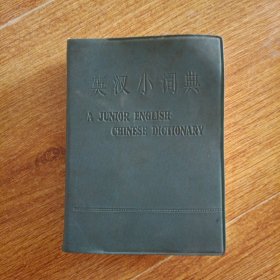 英汉小词典
A JUNIOR ENGLISH
CHINESE DICTIONARY